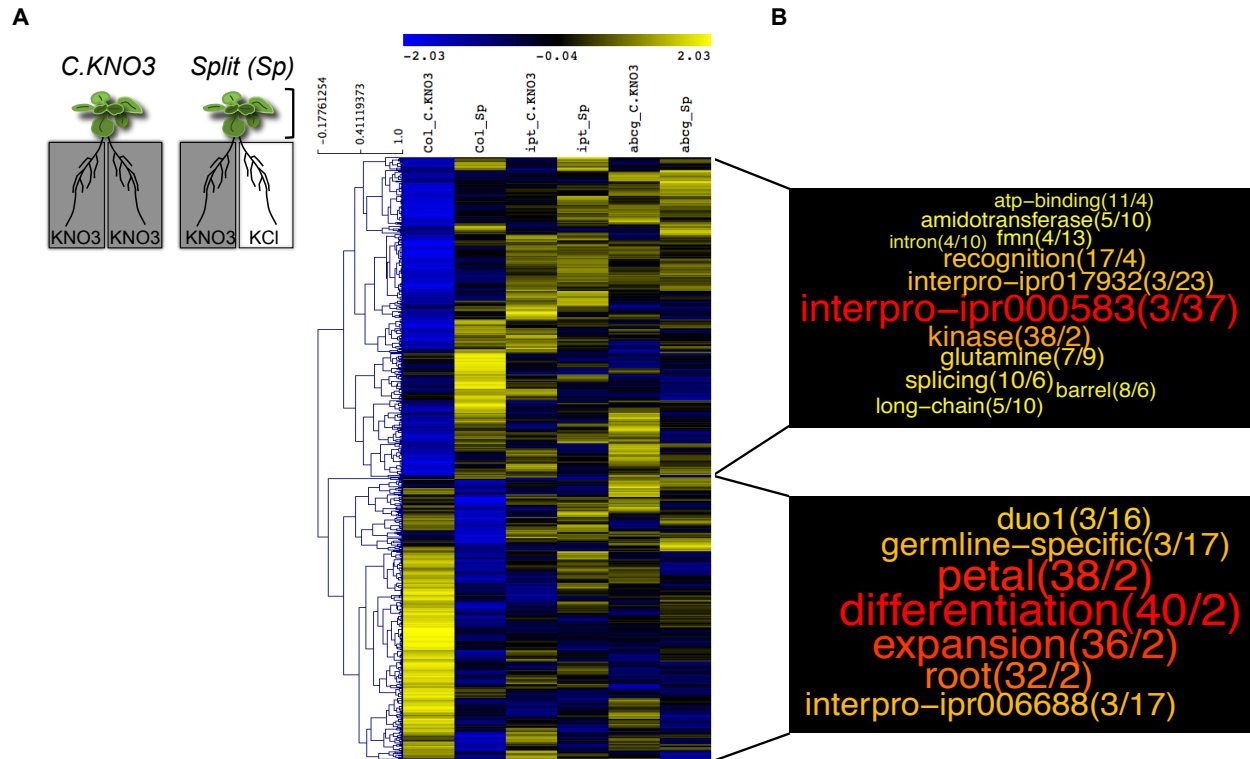 A
B
C.KNO3 Split (Sp)
KNO3 KNO3 KNO3 KCl
-2.03 -0.04 2.03
-0.17761254
0.41119373
1.0
Col_C.KNO3
Col_Sp
ipt_C.KNO3
ipt_Sp
abcg_C.KNO3
abcg_Sp
atp-binding(11/4)
amidotransferase(5/10)
intron(4/10) fmn(4/13)
recognition(17/4)
interpro-ipr017932(3/23)
interpro-ipr000583(3/37)
kinase(38/2)
glutamine(7/9)
splicing(10/6) barrel(8/6)
long-chain(5/10)
duo1(3/16)
germline-specific(3/17)
petal(38/2)
differentiation(40/2)
expansion(36/2)
root(32/2)
interpro-ipr006688(3/17)